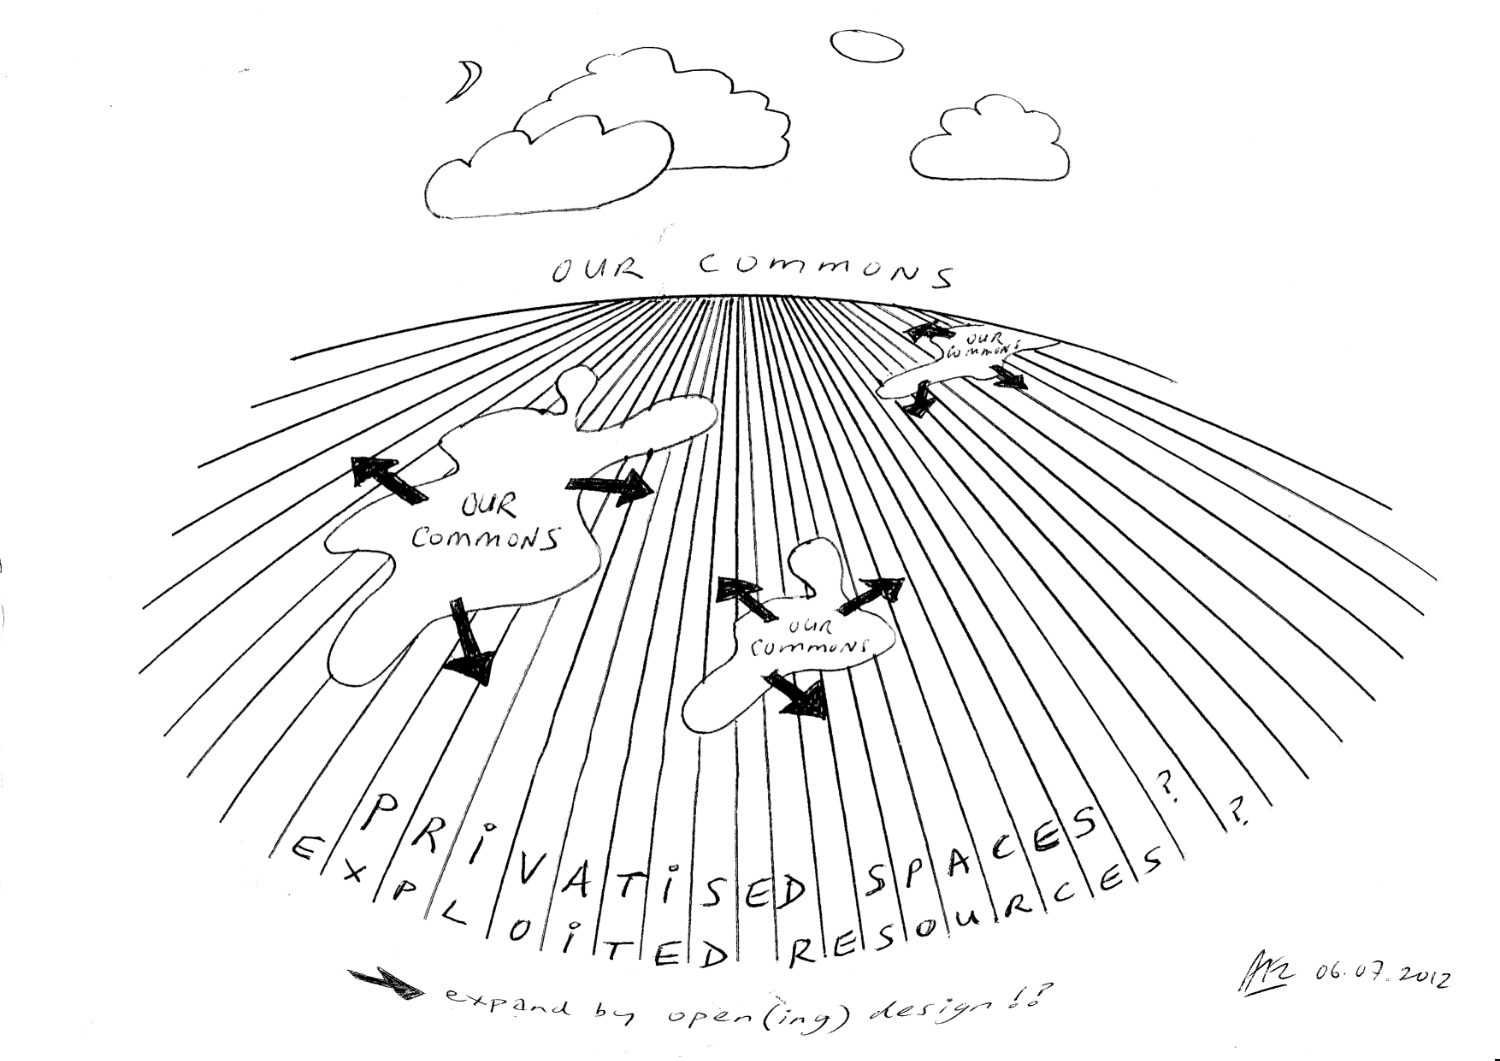 OUR COMMONS
OUR
COMMONS
OUR
COMMONS
OUR
COMMONS
PRiVATiSED SPACES ?
EXPLOiTED RESOURCES ?
expand by open(ing) design !?
06.07.2012